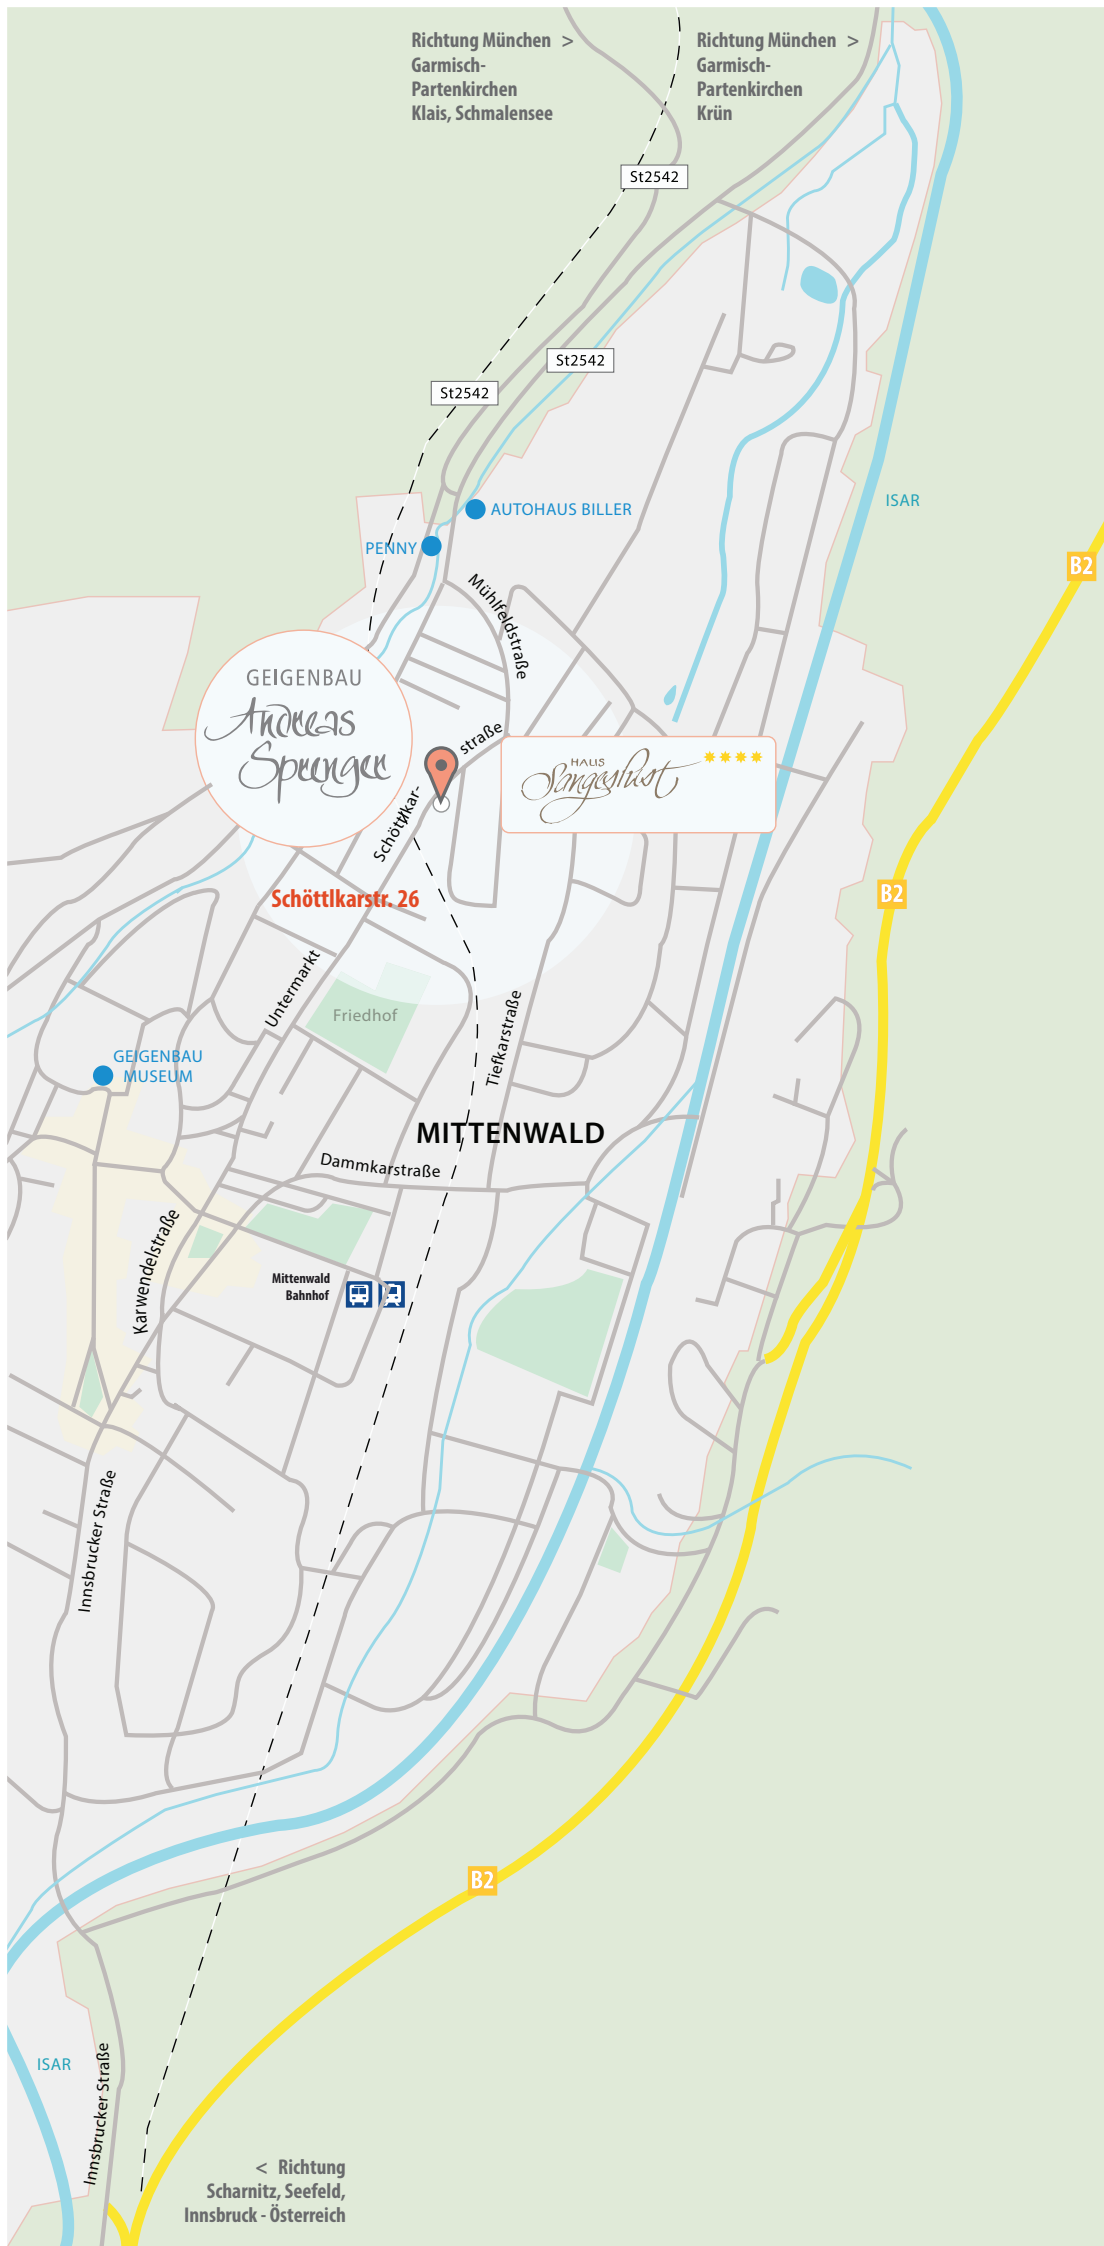 Richtung München >
Garmisch-
Partenkirchen
Klais, Schmalensee
Richtung München >
Garmisch-
Partenkirchen
Krün
St2542
St2542
St2542
ISAR
AUTOHAUS BILLER
PENNY
B2
Mühlfeldstraße
GEIGENBAU
Andreas
Sprenger
Schöttlkar-
straße
HAUS
Sangeslust
Schöttlkarstr. 26
B2
Untermarkt
Friedhof
Tiefkarstraße
GEIGENBAU
MUSEUM
MITTENWALD
Dammkarstraße
Karwendelstraße
Mittenwald
Bahnhof
Innsbrucker Straße
B2
ISAR
Innsbrucker Straße
< Richtung
Scharnitz, Seefeld,
Innsbruck - Österreich